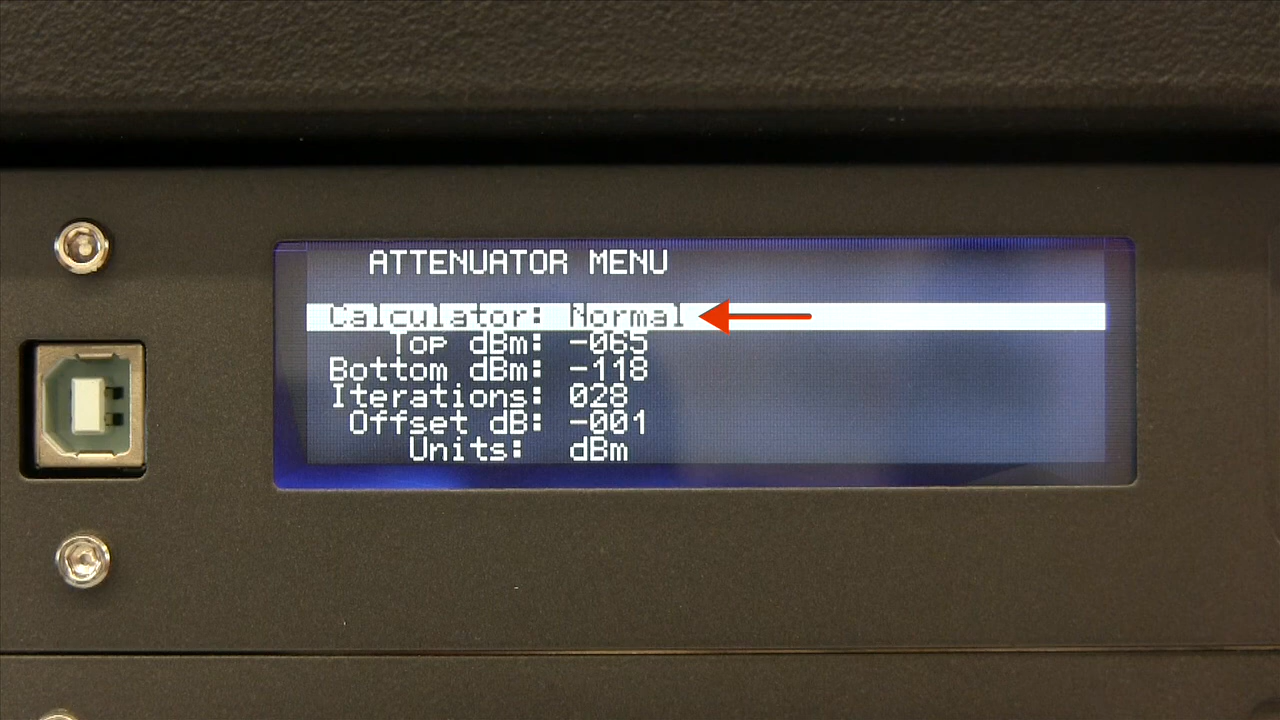 ATTENUATOR MENU
Calculator: Normal
Top dBm: -065
Bottom dBm: -118
Iterations: 028
Offset dB: -001
Units: dBm